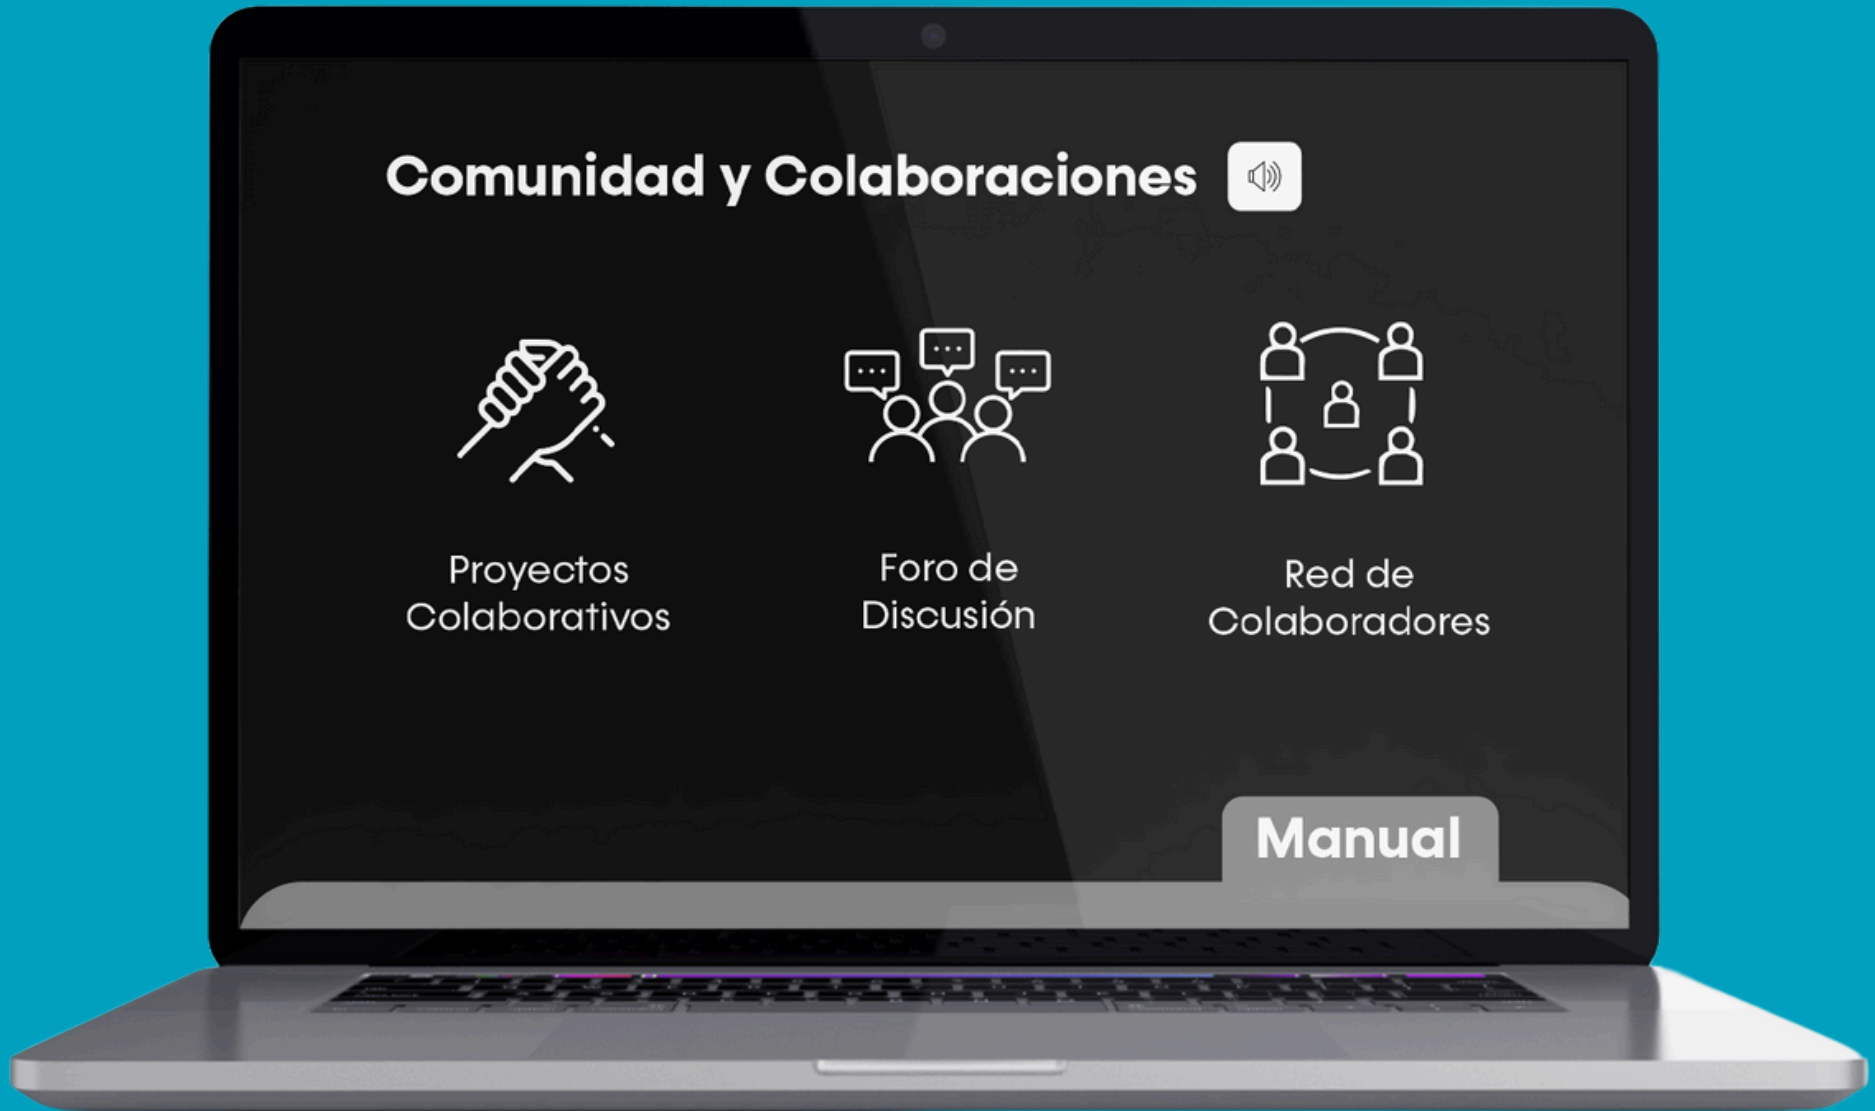 Comunidad y Colaboraciones
Proyectos
Colaborativos
Foro de
Discusión
Red de
Colaboradores
Manual